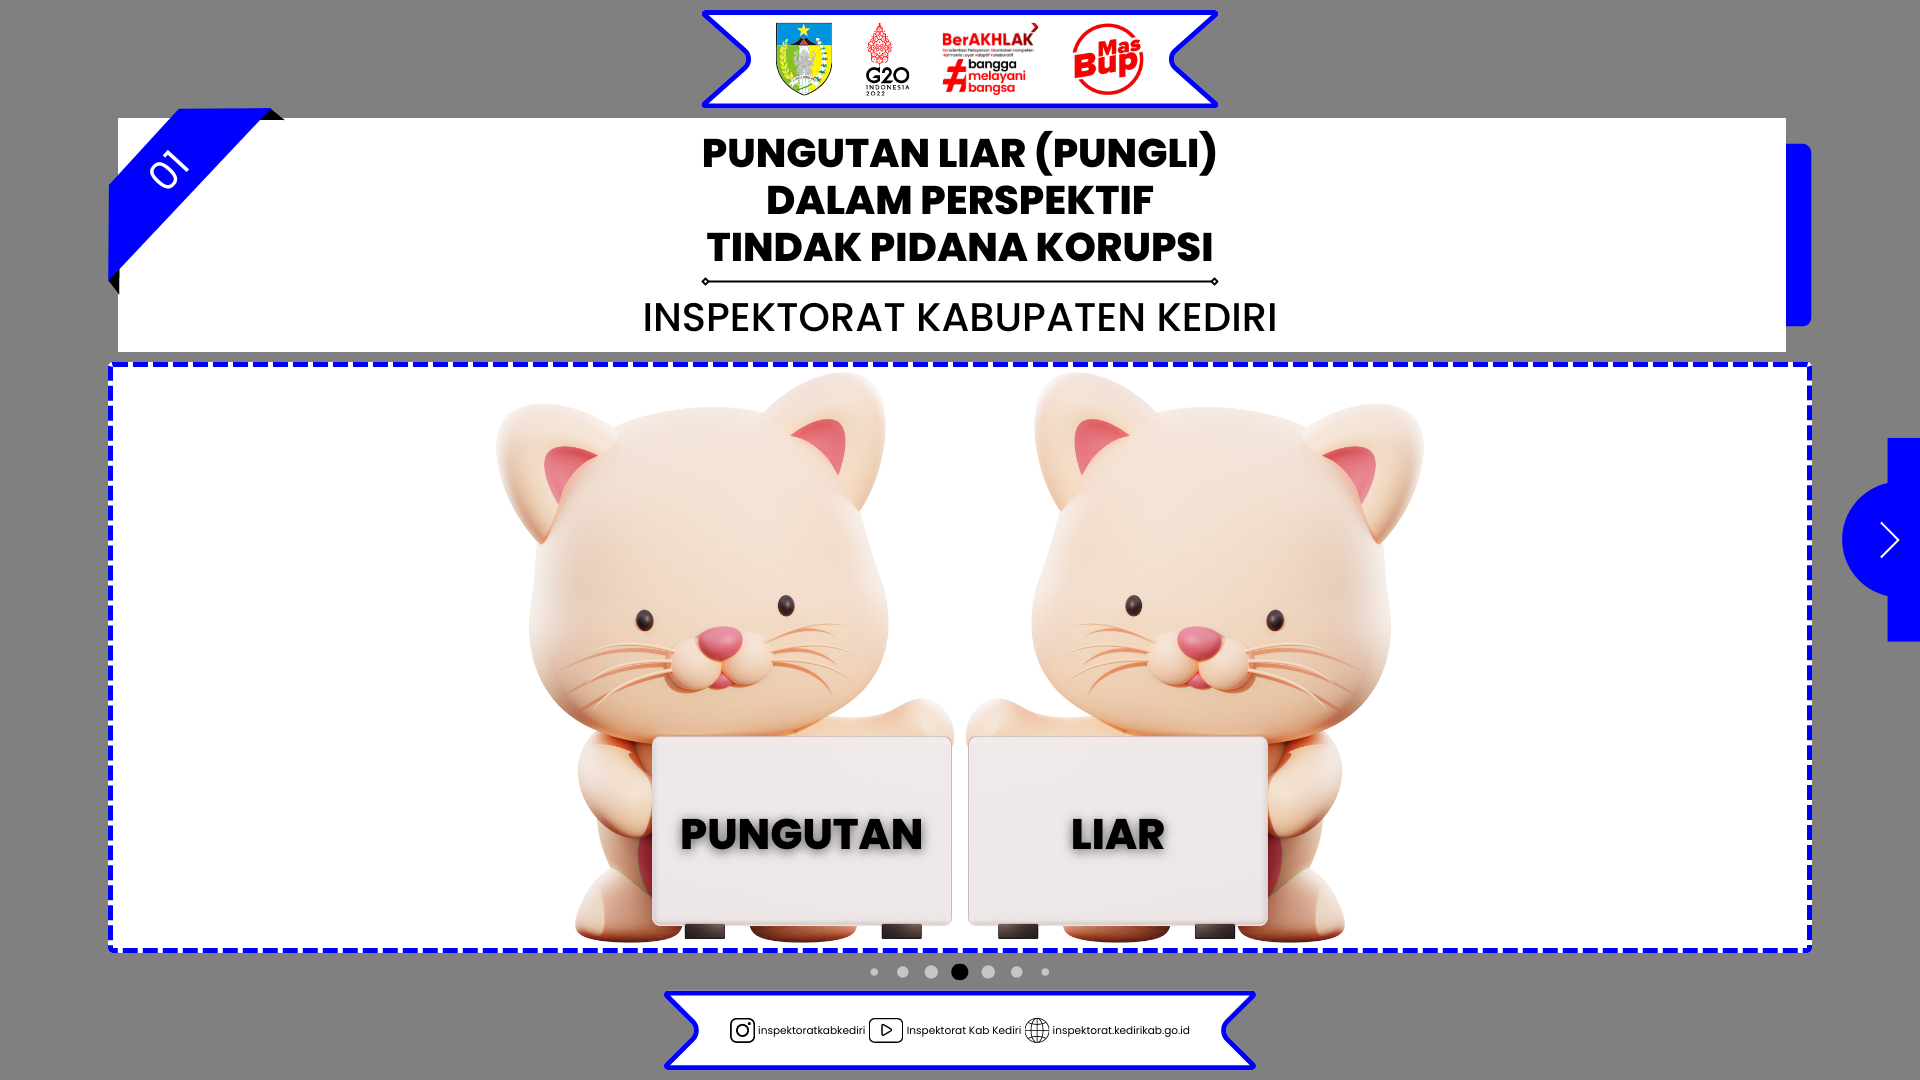 G20
INDONESIA
2022
BerAKHLAK
#bangga
melayani
bangsa
Mas
Bup
01
PUNGUTAN LIAR (PUNGLI)
DALAM PERSPEKTIF
TINDAK PIDANA KORUPSI
INSPEKTORAT KABUPATEN KEDIRI
PUNGUTAN
LIAR
inspektoratkabkediri
Inspektorat Kab Kediri
inspektorat.kedirikab.go.id